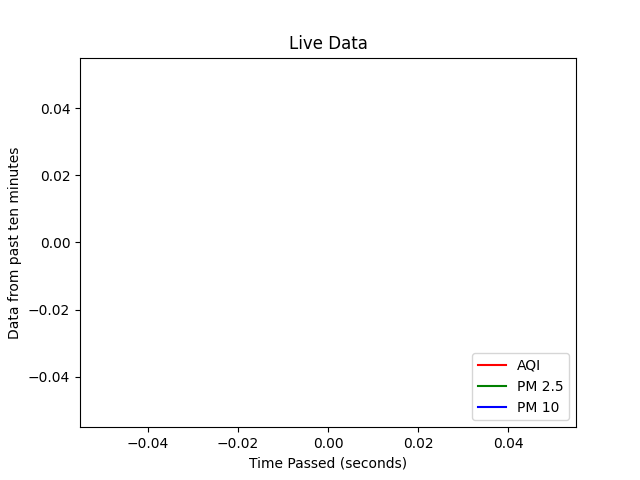 Live Data
Data from past ten minutes
0.04
0.02
0.00
−0.02
−0.04
−0.04
−0.02
0.00
0.02
0.04
Time Passed (seconds)
AQI
PM 2.5
PM 10